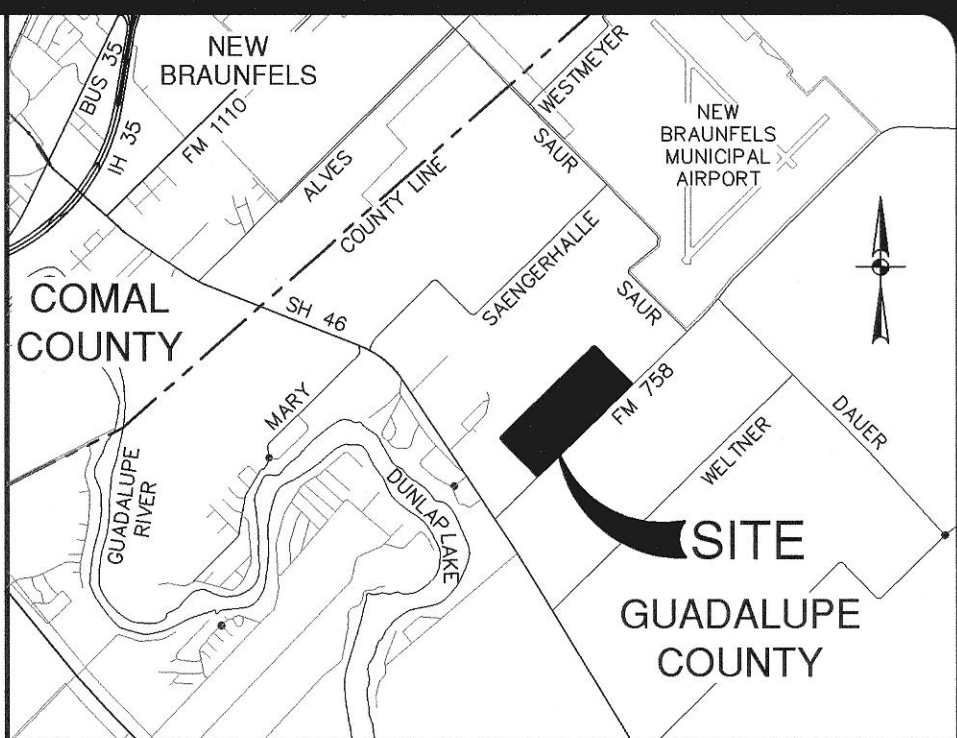 NEW
BRAUNFELS
BUS 35
IH 35
FM 1110
ALVES
COUNTY LINE
WESTMEYER
SAUR
NEW
BRAUNFELS
MUNICIPAL
AIRPORT
COMAL
COUNTY
SH 46
SAENGERHALLE
SAUR
MARY
FM 758
DAUER
WELTNER
GUADALUPE
RIVER
DUNLAP LAKE
SITE
GUADALUPE
COUNTY